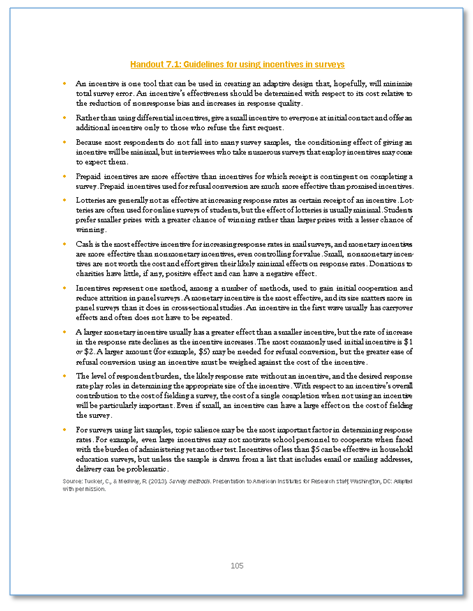 Handout 7.1: Guidelines for using incentives in surveys
• An incentive is one tool that can be used in creating an adaptive design that, hopefully, will minimize
total survey error. An incentive's effectiveness should be determined with respect to its cost relative to
the reduction of nonresponse bias and increases in response quality.
• Rather than using differential incentives, give a small incentive to everyone at initial contact and offer an
additional incentive only to those who refuse the first request.
• Because most respondents do not fall into many survey samples, the conditioning effect of giving an
incentive will be minimal, but interviewees who take numerous surveys that employ incentives may come
to expect them.
• Prepaid incentives are more effective than incentives for which receipt is contingent on completing a
survey. Prepaid incentives used for refusal conversion are much more effective than promised incentives.
• Lotteries are generally not as effective at increasing response rates as certain receipt of an incentive. Lot-
teries are often used for online surveys of students, but the effect of lotteries is usually minimal. Students
prefer smaller prizes with a greater chance of winning rather than larger prizes with a lesser chance of
winning.
• Cash is the most effective incentive for increasing response rates in mail surveys, and monetary incentives
are more effective than nonmonetary incentives, even controlling for value. Small, nonmonetary incen-
tives are not worth the cost and effort given their likely minimal effects on response rates. Donations to
charities have little, if any, positive effect and can have a negative effect.
• Incentives represent one method, among a number of methods, used to gain initial cooperation and
reduce attrition in panel surveys. A monetary incentive is the most effective, and its size matters more in
panel surveys than it does in cross-sectional studies. An incentive in the first wave usually has carryover
effects and often does not have to be repeated.
• A larger monetary incentive usually has a greater effect than a smaller incentive, but the rate of increase
in the response rate declines as the incentive increases. The most commonly used initial incentive is $1
or $2. A larger amount (for example, $5) may be needed for refusal conversion, but the greater ease of
refusal conversion using an incentive must be weighed against the cost of the incentive.
• The level of respondent burden, the likely response rate without an incentive, and the desired response
rate play roles in determining the appropriate size of the incentive. With respect to an incentive's overall
contribution to the cost of fielding a survey, the cost of a single completion when not using an incentive
will be particularly important. Even if small, an incentive can have a large effect on the cost of fielding
the survey.
• For surveys using list samples, topic salience may be the most important factor in determining response
rates. For example, even large incentives may not motivate school personnel to cooperate when faced
with the burden of administering yet another test. Incentives of less than $5 can be effective in household
education surveys, but unless the sample is drawn from a list that includes email or mailing addresses,
delivery can be problematic.
Source: Tucker, C., & Medway, R. (2013). Survey methods. Presentation to American Institutes for Research staff, Washington, DC. Adapted
with permission.
105